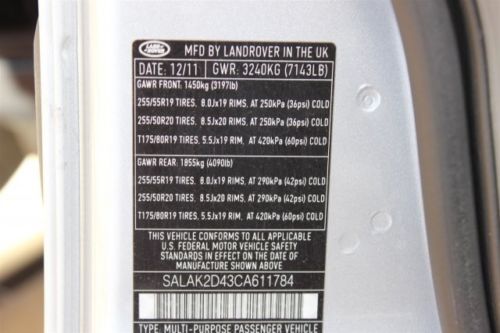 LAND ROVER
MFD BY LANDROVER IN THE UK
DATE: 12/11 GWR: 3240KG (7143LB)
GAWR FRONT: 1450kg (3197lb)
255/55R19 TIRES. 8.0Jx19 RIMS, AT 250kPa (36psi) COLD
255/50R20 TIRES. 8.5Jx20 RIMS, AT 250kPa (36psi) COLD
T175/80R19 TIRES. 5.5Jx19 RIMS, AT 420kPa (60psi) COLD
GAWR REAR: 1855kg (4090lb)
255/55R19 TIRES. 8.0Jx19 RIMS, AT 290kPa (42psi) COLD
255/50R20 TIRES. 8.5Jx20 RIMS, AT 290kPa (42psi) COLD
T175/80R19 TIRES. 5.5Jx19 RIMS, AT 420kPa (60psi) COLD
THIS VEHICLE CONFORMS TO ALL APPLICABLE
U.S. FEDERAL MOTOR VEHICLE SAFETY
STANDARDS IN EFFECT ON THE DATE OF
MANUFACTURE SHOWN ABOVE.
SALAK2D43CA611784
TYPE: MULTI-PURPOSE PASSENGER VEHICLE